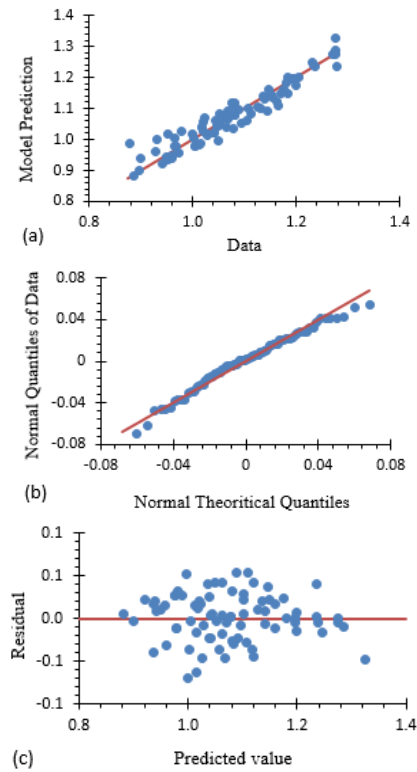 1.4
1.3
1.2
1.1
1.0
0.9
0.8
Model Prediction
0.8 1.0 1.2 1.4
(a) Data
0.08
0.04
0
-0.04
-0.08
Normal Quantiles of Data
-0.08 -0.04 0 0.04 0.08
(b) Normal Theoritical Quantiles
0.1
0.1
0.0
-0.1
-0.1
Residual
0.8 1.0 1.2 1.4
(c) Predicted value